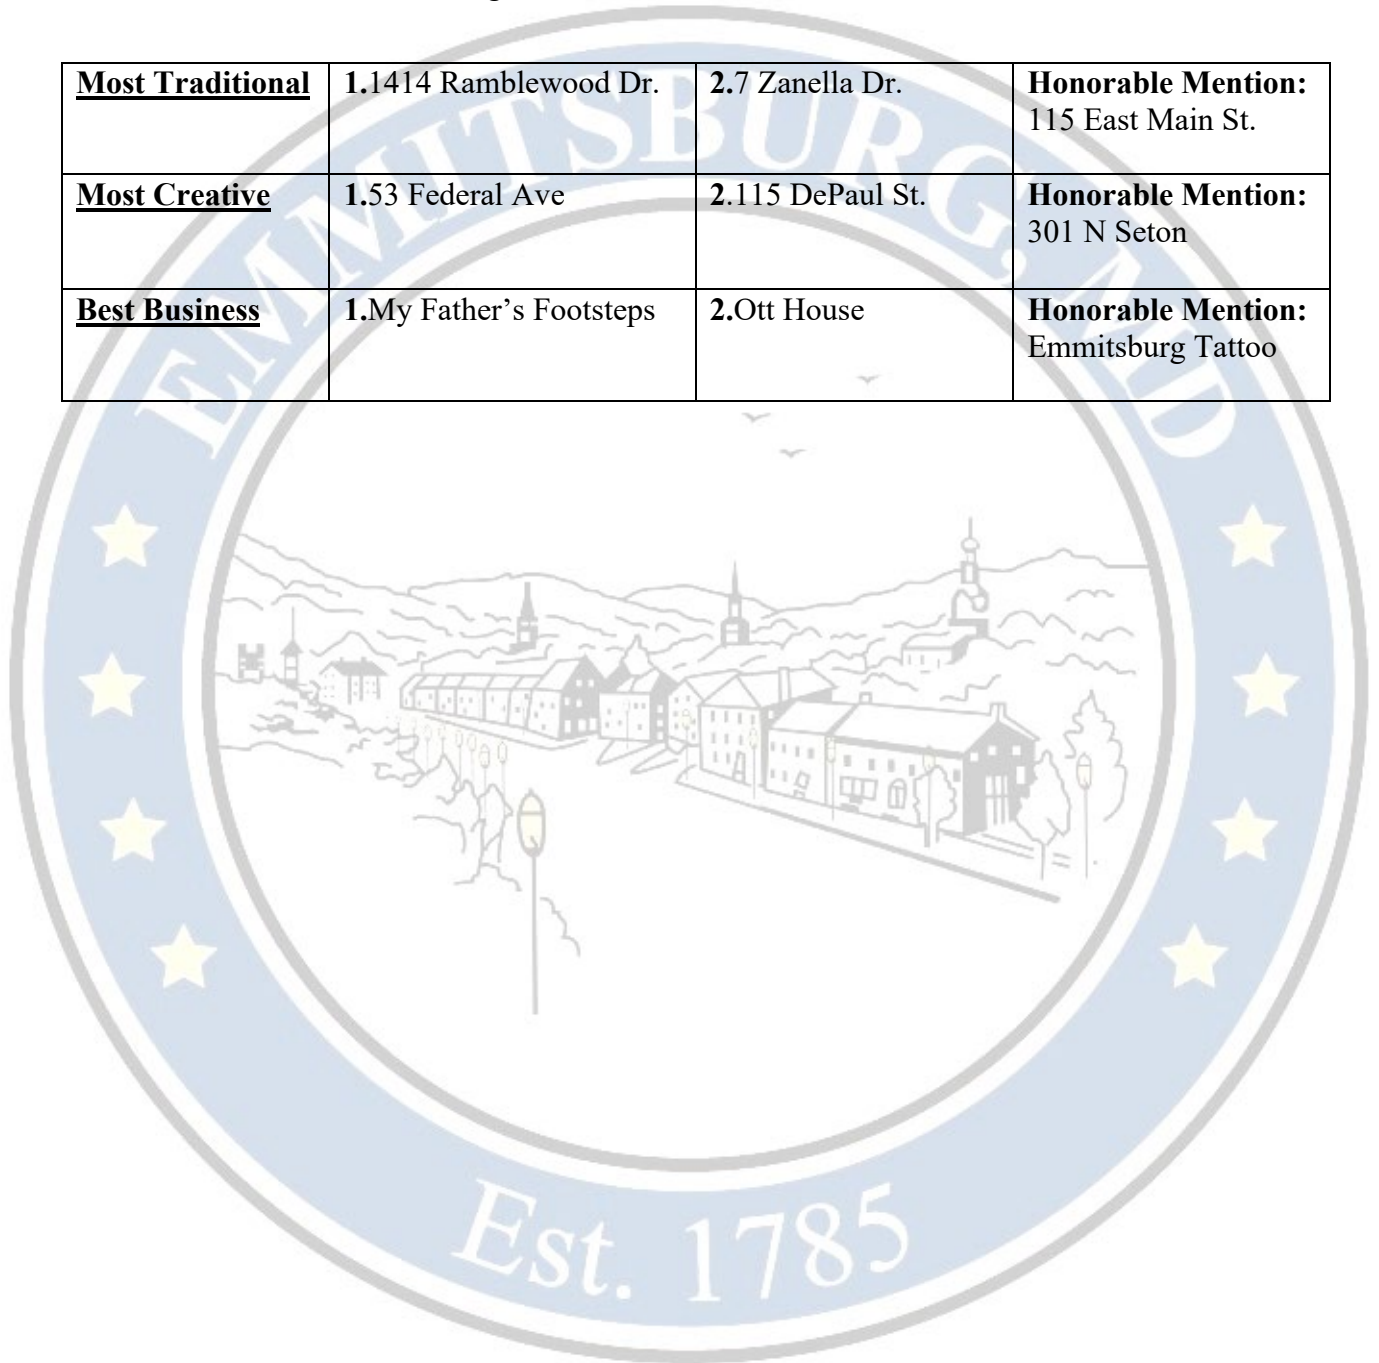 Most Traditional 1.1414 Ramblewood Dr. 2.7 Zanella Dr. Honorable Mention:
115 East Main St.
Most Creative 1.53 Federal Ave 2.115 DePaul St. Honorable Mention:
301 N Seton
Best Business 1.My Father’s Footsteps 2.Ott House Honorable Mention:
Emmitsburg Tattoo
EMMITSBURG, MD
Est. 1785